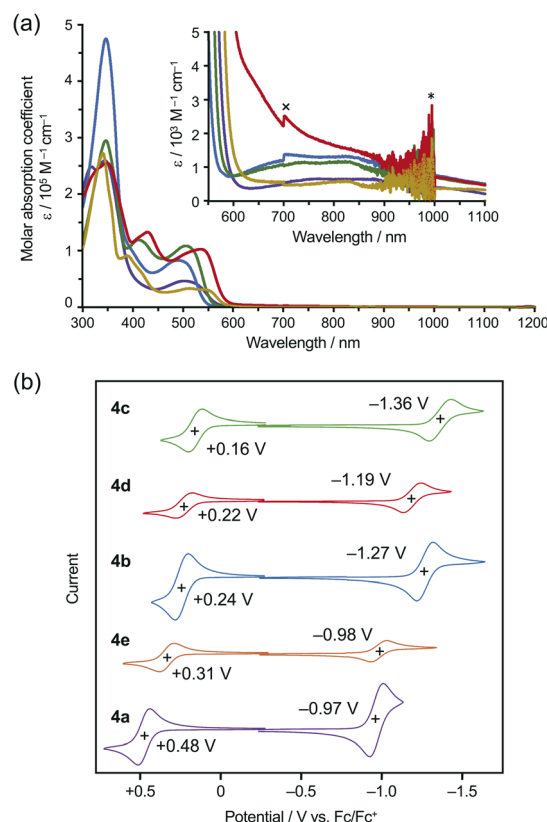 (a)
Molar absorption coefficient
ε / 10⁵ M⁻¹ cm⁻¹
5
4
3
2
1
0
300 400 500 600 700 800 900 1000 1100 1200
Wavelength / nm
ε / 10³ M⁻¹ cm⁻¹
5
4
3
2
1
0
×
*
600 700 800 900 1000 1100
Wavelength / nm
(b)
Current
4c
+0.16 V
–1.36 V
4d
+0.22 V
–1.19 V
4b
+0.24 V
–1.27 V
4e
+0.31 V
–0.98 V
4a
+0.48 V
–0.97 V
+0.5 0 –0.5 –1.0 –1.5
Potential / V vs. Fc/Fc⁺